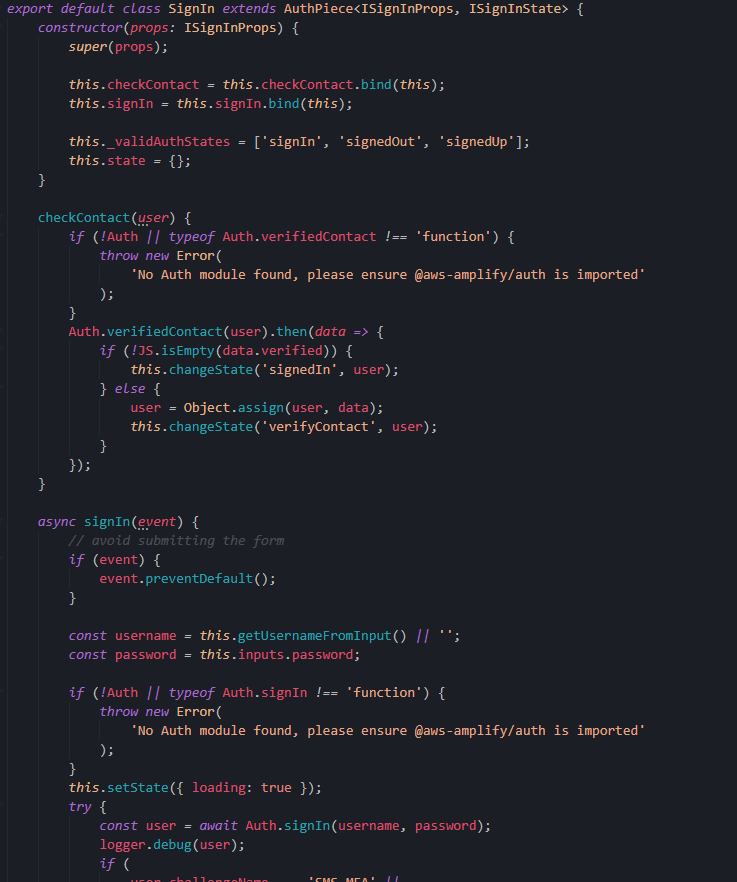 export default class SignIn extends AuthPiece<ISignInProps, ISignInState> {
constructor(props: ISignInProps) {
super(props);
this.checkContact = this.checkContact.bind(this);
this.signIn = this.signIn.bind(this);
this._validAuthStates = ['signIn', 'signedOut', 'signedUp'];
this.state = {};
}
checkContact(user) {
if (!Auth || typeof Auth.verifiedContact !== 'function') {
throw new Error(
'No Auth module found, please ensure @aws-amplify/auth is imported'
);
}
Auth.verifiedContact(user).then(data => {
if (!JS.isEmpty(data.verified)) {
this.changeState('signedIn', user);
} else {
user = Object.assign(user, data);
this.changeState('verifyContact', user);
}
});
}
async signIn(event) {
// avoid submitting the form
if (event) {
event.preventDefault();
}
const username = this.getUsernameFromInput() || '';
const password = this.inputs.password;
if (!Auth || typeof Auth.signIn !== 'function') {
throw new Error(
'No Auth module found, please ensure @aws-amplify/auth is imported'
);
}
this.setState({ loading: true });
try {
const user = await Auth.signIn(username, password);
logger.debug(user);
if (